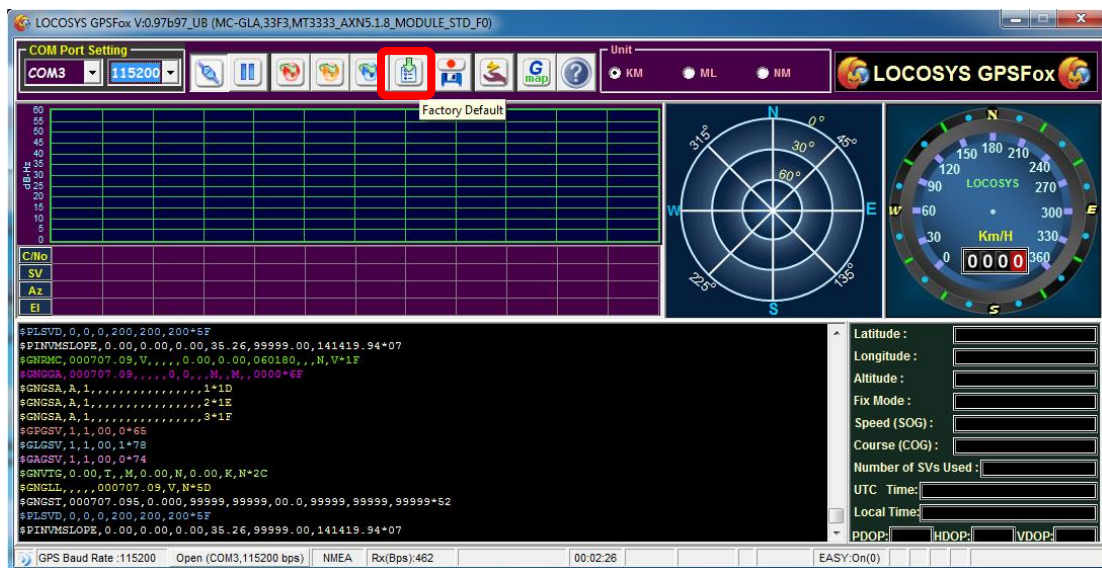 LOCOSYS GPSFox V:0.97b97_UB (MC-GLA,33F3,MT3333_AXN5.1.8_MODULE_STD_F0)
COM Port Setting
COM3 115200
G map
?
Unit
KM ML NM
LOCOSYS GPSFox
Factory Default
60
55
50
45
40
35
30
25
20
15
10
5
0
dB-Hz
C/No
SV
Az
El
N
0°
45°
315°
30°
60°
W
E
225°
135°
S
N
150 180 210
120 240
90 LOCOSYS 270
W 60 300 E
30 Km/H 330
0 0000 360
S
$PLSVD,0,0,0,200,200,200*5F
$PINVMSLOPE,0.00,0.00,0.00,35.26,99999.00,141419.94*07
$GNRMC,000707.09,V,,,,,0.00,0.00,060180,,,N,V*1F
$GNGGA,000707.09,,,,,0,0,,,M,,M,,0000*6F
$GNGSA,A,1,,,,,,,,,,,,,,,,1*1D
$GNGSA,A,1,,,,,,,,,,,,,,,,2*1E
$GNGSA,A,1,,,,,,,,,,,,,,,,3*1F
$GPGSV,1,1,00,0*65
$GLGSV,1,1,00,1*78
$GAGSV,1,1,00,0*74
$GNVTG,0.00,T,,M,0.00,N,0.00,K,N*2C
$GNGLL,,,,,000707.09,V,N*5D
$GNGST,000707.095,0.000,99999,99999,00.0,99999,99999,99999*52
$PLSVD,0,0,0,200,200,200*5F
$PINVMSLOPE,0.00,0.00,0.00,35.26,99999.00,141419.94*07
Latitude :
Longitude :
Altitude :
Fix Mode :
Speed (SOG) :
Course (COG) :
Number of SVs Used :
UTC Time:
Local Time:
PDOP: HDOP: VDOP:
GPS Baud Rate :115200 Open (COM3,115200 bps) NMEA Rx(Bps):462 00:02:26 EASY:On(0)